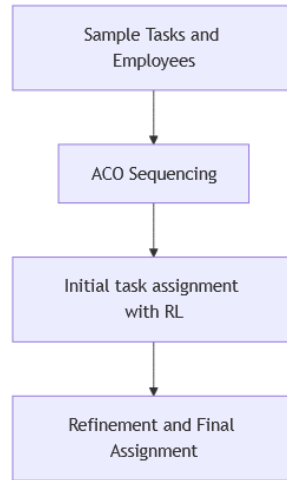 Sample Tasks and
Employees
ACO Sequencing
Initial task assignment
with RL
Refinement and Final
Assignment